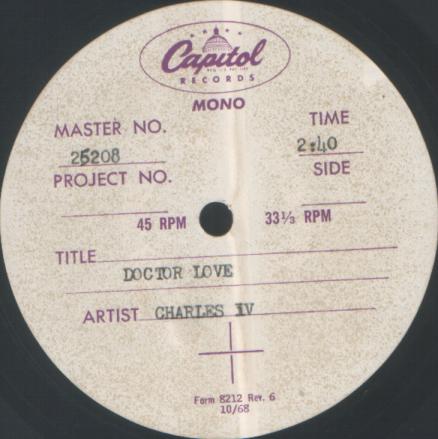 Capitol
RECORDS
MONO
MASTER NO.
TIME
25208
2:40
PROJECT NO.
SIDE
45 RPM
33⅓ RPM
TITLE
DOCTOR LOVE
ARTIST CHARLES IV
Form 8212 Rev. 6
10/68